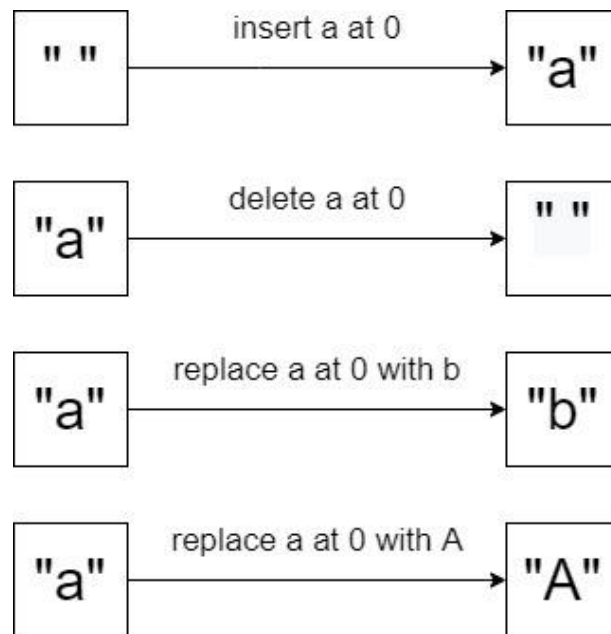 insert a at 0
" "
"a"
delete a at 0
"a"
" "
replace a at 0 with b
"a"
"b"
replace a at 0 with A
"a"
"A"